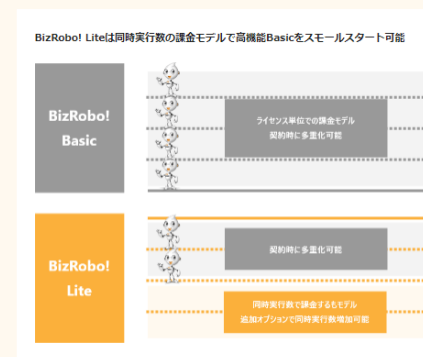 BizRobo! Liteは同時実行数の課金モデルで高機能Basicをスモールスタート可能
BizRobo!
Basic
ライセンス単位での課金モデル
契約時に多重化可能
BizRobo!
Lite
契約時に多重化可能
同時実行数で課金するもモデル
追加オプションで同時実行数増加可能